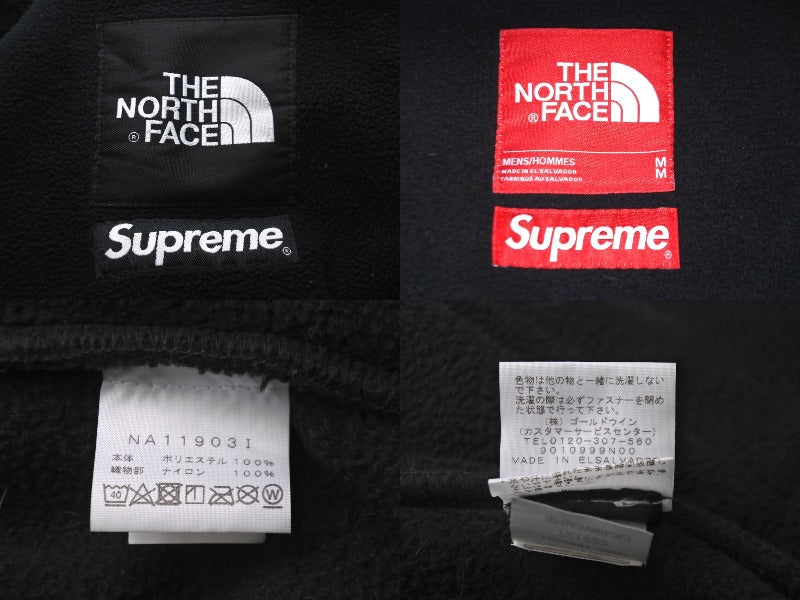 THE
NORTH
FACE
®
Supreme
®
THE
NORTH
FACE
®
MENS/HOMMES M
MADE IN EL SALVADOR M
FABRIQUÉ AU SALVADOR
Supreme
®
NA11903I
本体 ポリエステル 100%
織物部 ナイロン 100%
40
W
色物は他の物と一緒に洗濯しない
で下さい。
洗濯の際は必ずファスナーを閉めた
状態で行って下さい。
(株) ゴールドウイン
(カスタマーサービスセンター)
TEL0120-307-560
9010999N00
MADE IN ELSALVADOR